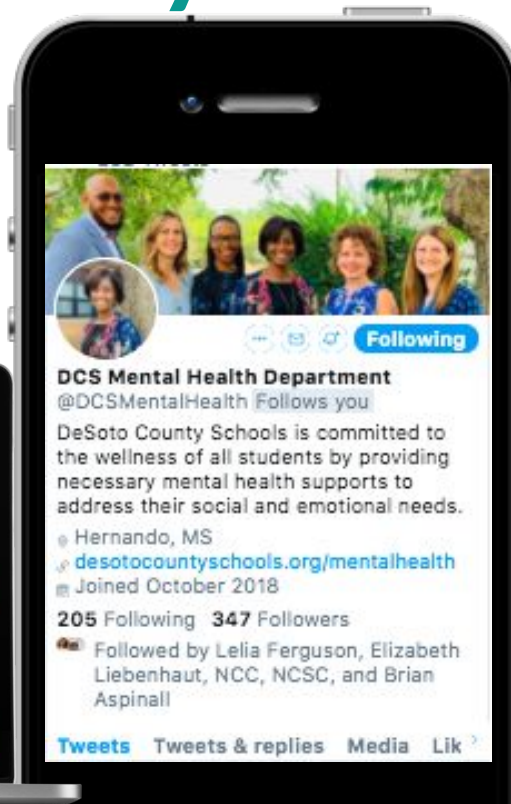 Following
DCS Mental Health Department
@DCSMentalHealth Follows you
DeSoto County Schools is committed to
the wellness of all students by providing
necessary mental health supports to
address their social and emotional needs.
Hernando, MS
desotocountyschools.org/mentalhealth
Joined October 2018
205 Following 347 Followers
Followed by Lelia Ferguson, Elizabeth
Liebenhaut, NCC, NCSC, and Brian
Aspinall
Tweets Tweets & replies Media Lik